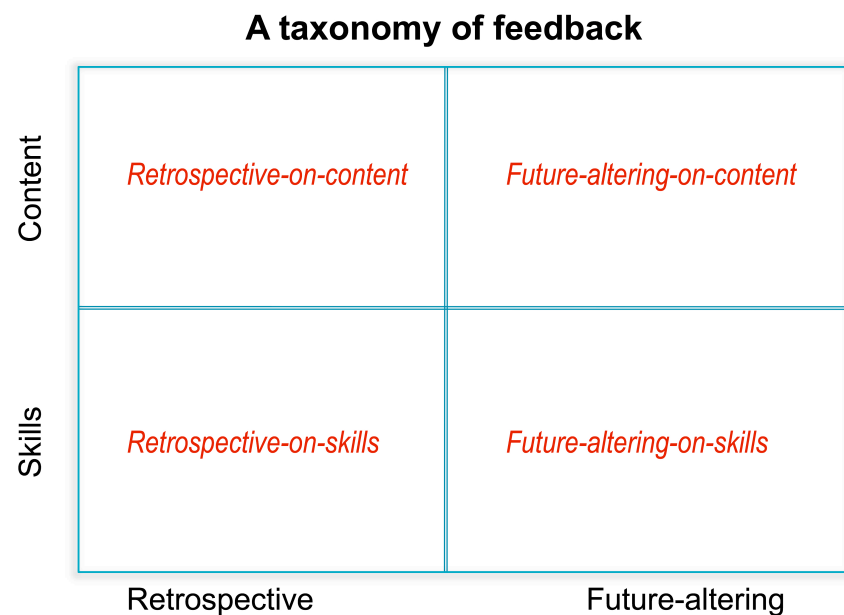 A taxonomy of feedback
Content
Retrospective-on-content
Future-altering-on-content
Skills
Retrospective-on-skills
Future-altering-on-skills
Retrospective
Future-altering